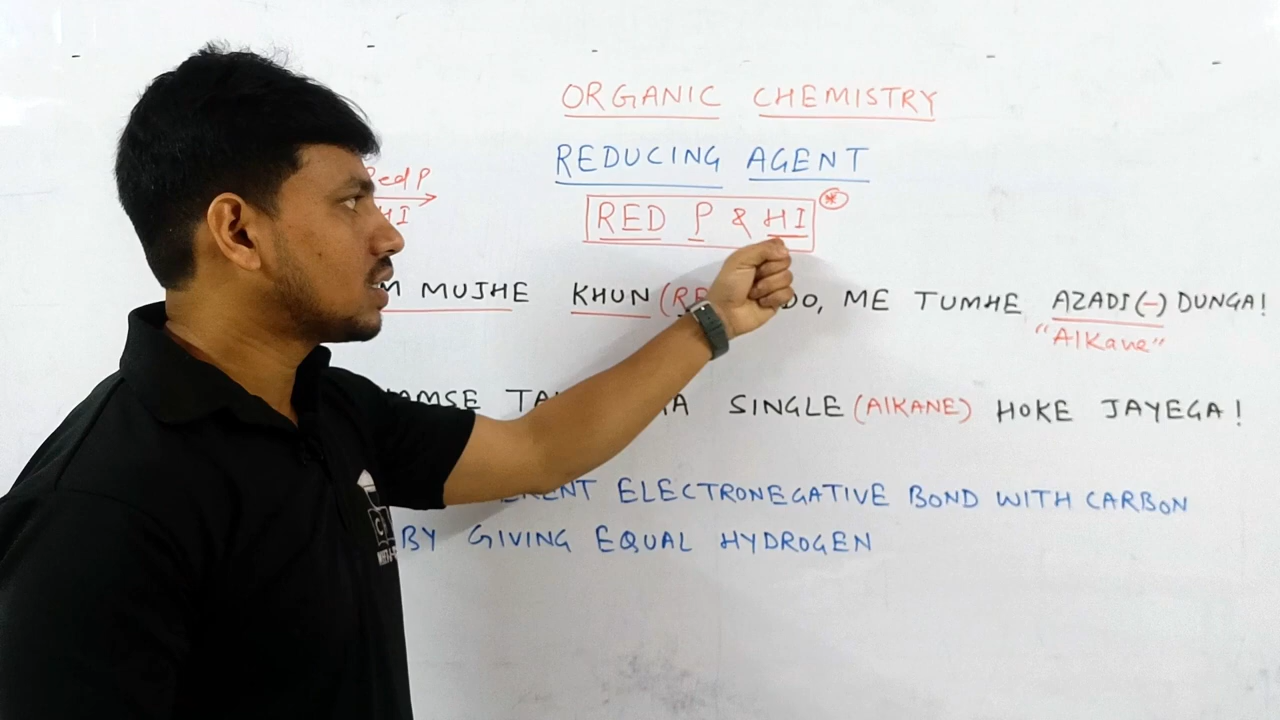 ORGANIC CHEMISTRY
REDUCING AGENT
Red P
RED P & HI *
HI
MUJHE KHUN DO, ME TUMHE AZADI (-) DUNGA!
"Alkane"
SINGLE (AlKANE) HOKE JAYEGA!
ELECTRONEGATIVE BOND WITH CARBON
BY GIVING EQUAL HYDROGEN